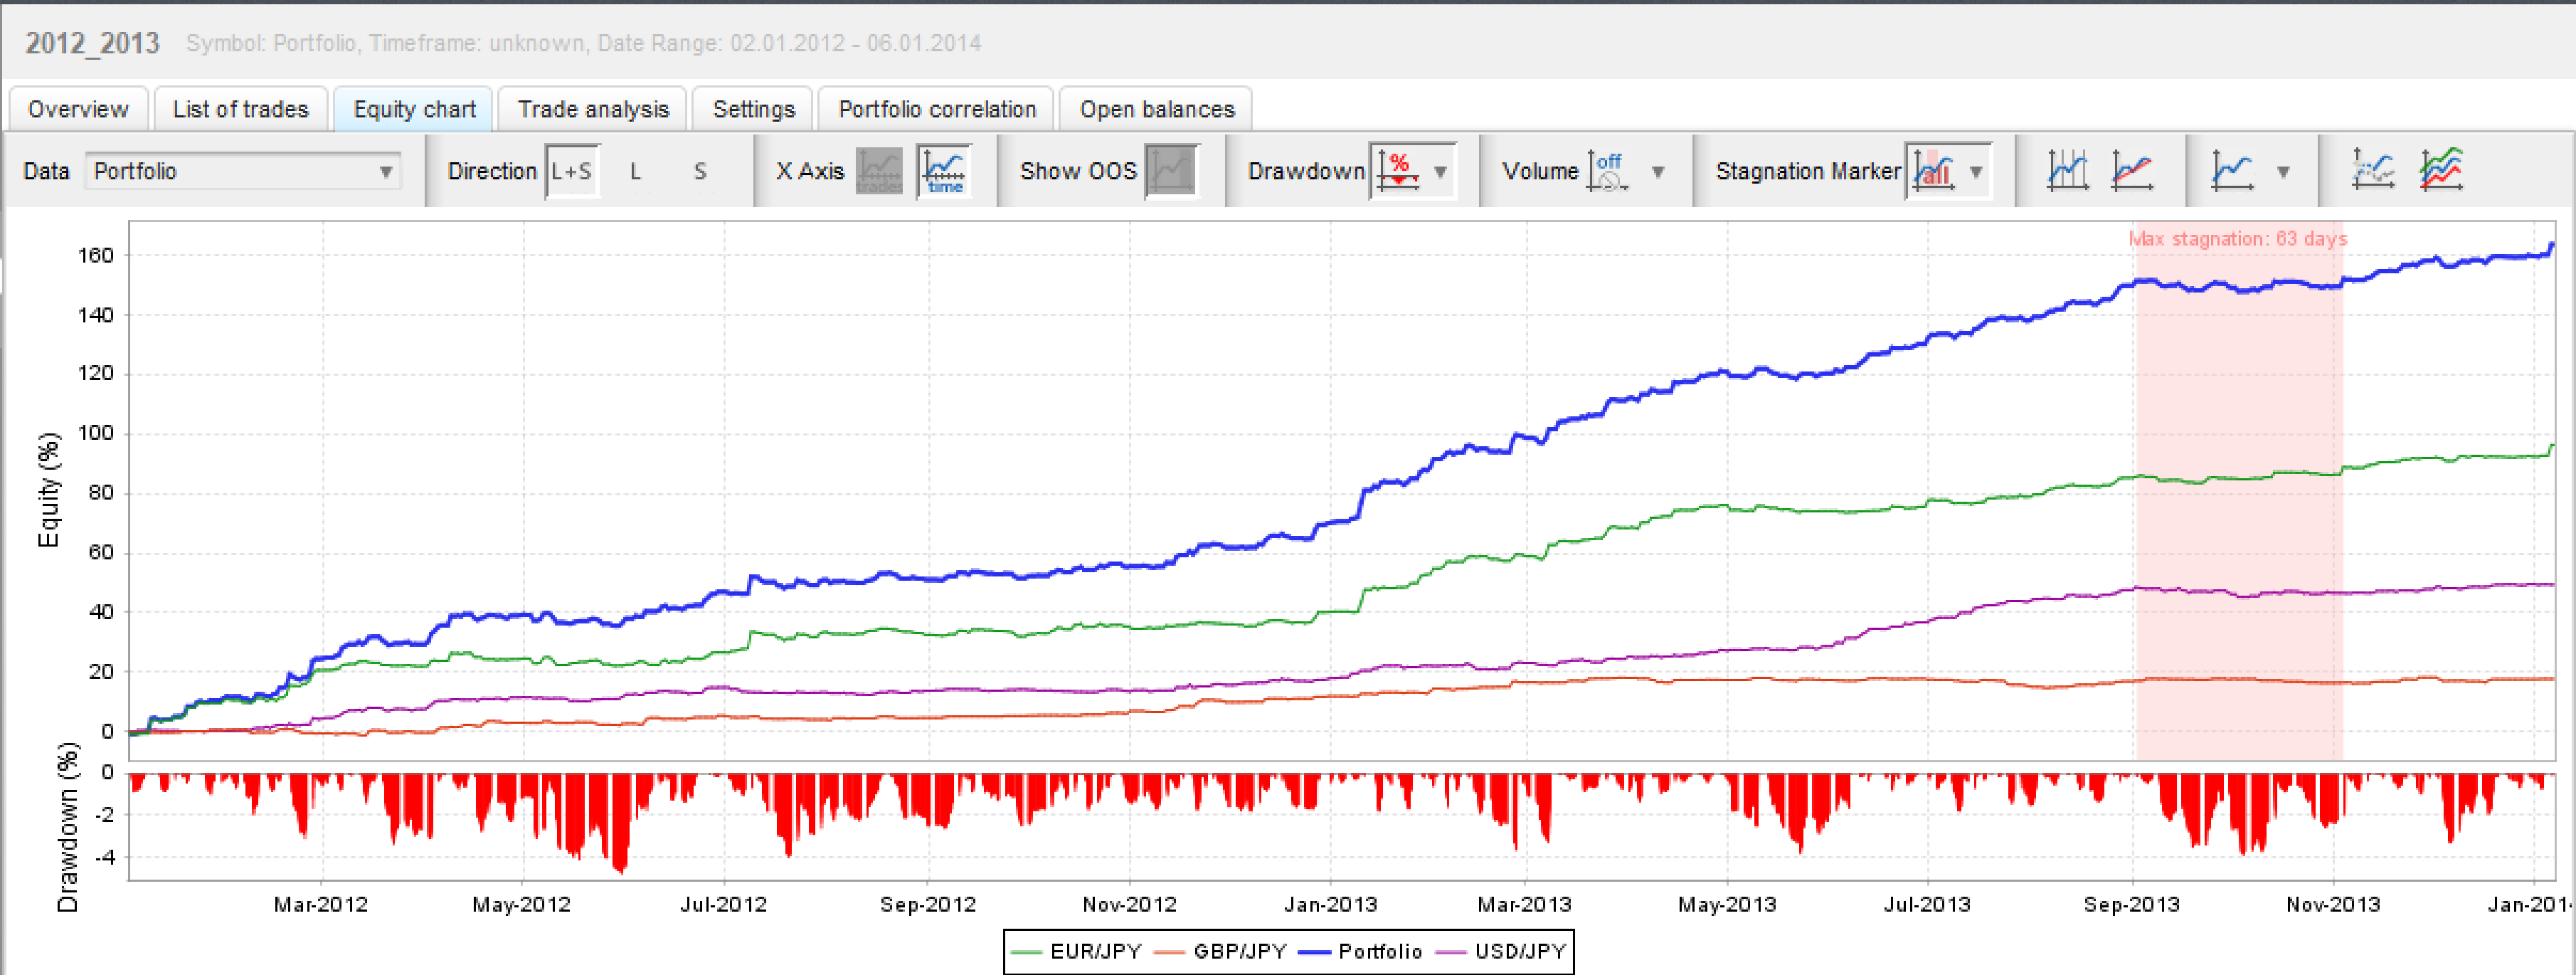 2012_2013 Symbol: Portfolio, Timeframe: unknown, Date Range: 02.01.2012 - 06.01.2014
Overview List of trades Equity chart Trade analysis Settings Portfolio correlation Open balances
Data Portfolio Direction L+S L S X Axis trades time Show OOS Drawdown % Volume off Stagnation Marker all
Max stagnation: 63 days
160
140
120
100
80
60
40
20
0
Equity (%)
0
-2
-4
Drawdown (%)
Mar-2012 May-2012 Jul-2012 Sep-2012 Nov-2012 Jan-2013 Mar-2013 May-2013 Jul-2013 Sep-2013 Nov-2013 Jan-201
EUR/JPY GBP/JPY Portfolio USD/JPY